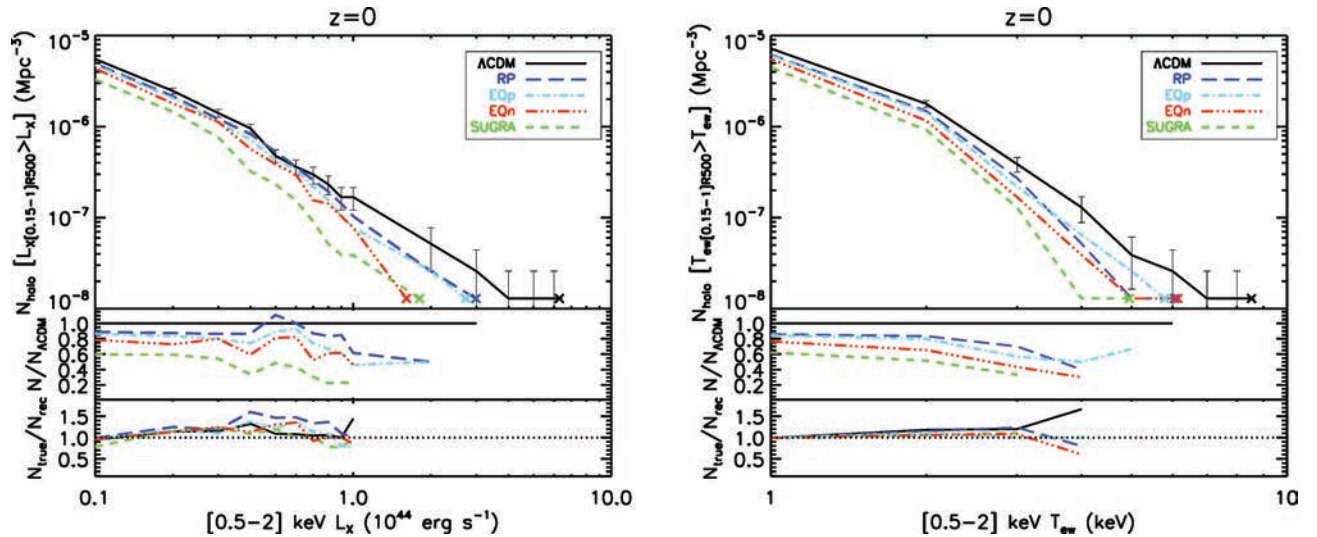 z=0
10⁻⁵
10⁻⁶
10⁻⁷
10⁻⁸
N_holo [L_X[0.15-1]R500>L_X] (Mpc⁻³)
ΛCDM
RP
EQp
EQn
SUGRA
1.0
0.8
0.6
0.4
0.2
N/N_ΛCDM
1.5
1.0
0.5
N_true/N_rec
0.1
1.0
10.0
[0.5-2] keV L_X (10⁴⁴ erg s⁻¹)
z=0
10⁻⁵
10⁻⁶
10⁻⁷
10⁻⁸
N_holo [T_ew[0.15-1]R500>T_ew] (Mpc⁻³)
ΛCDM
RP
EQp
EQn
SUGRA
1.0
0.8
0.6
0.4
0.2
N/N_ΛCDM
1.5
1.0
0.5
N_true/N_rec
1
10
[0.5-2] keV T_ew (keV)